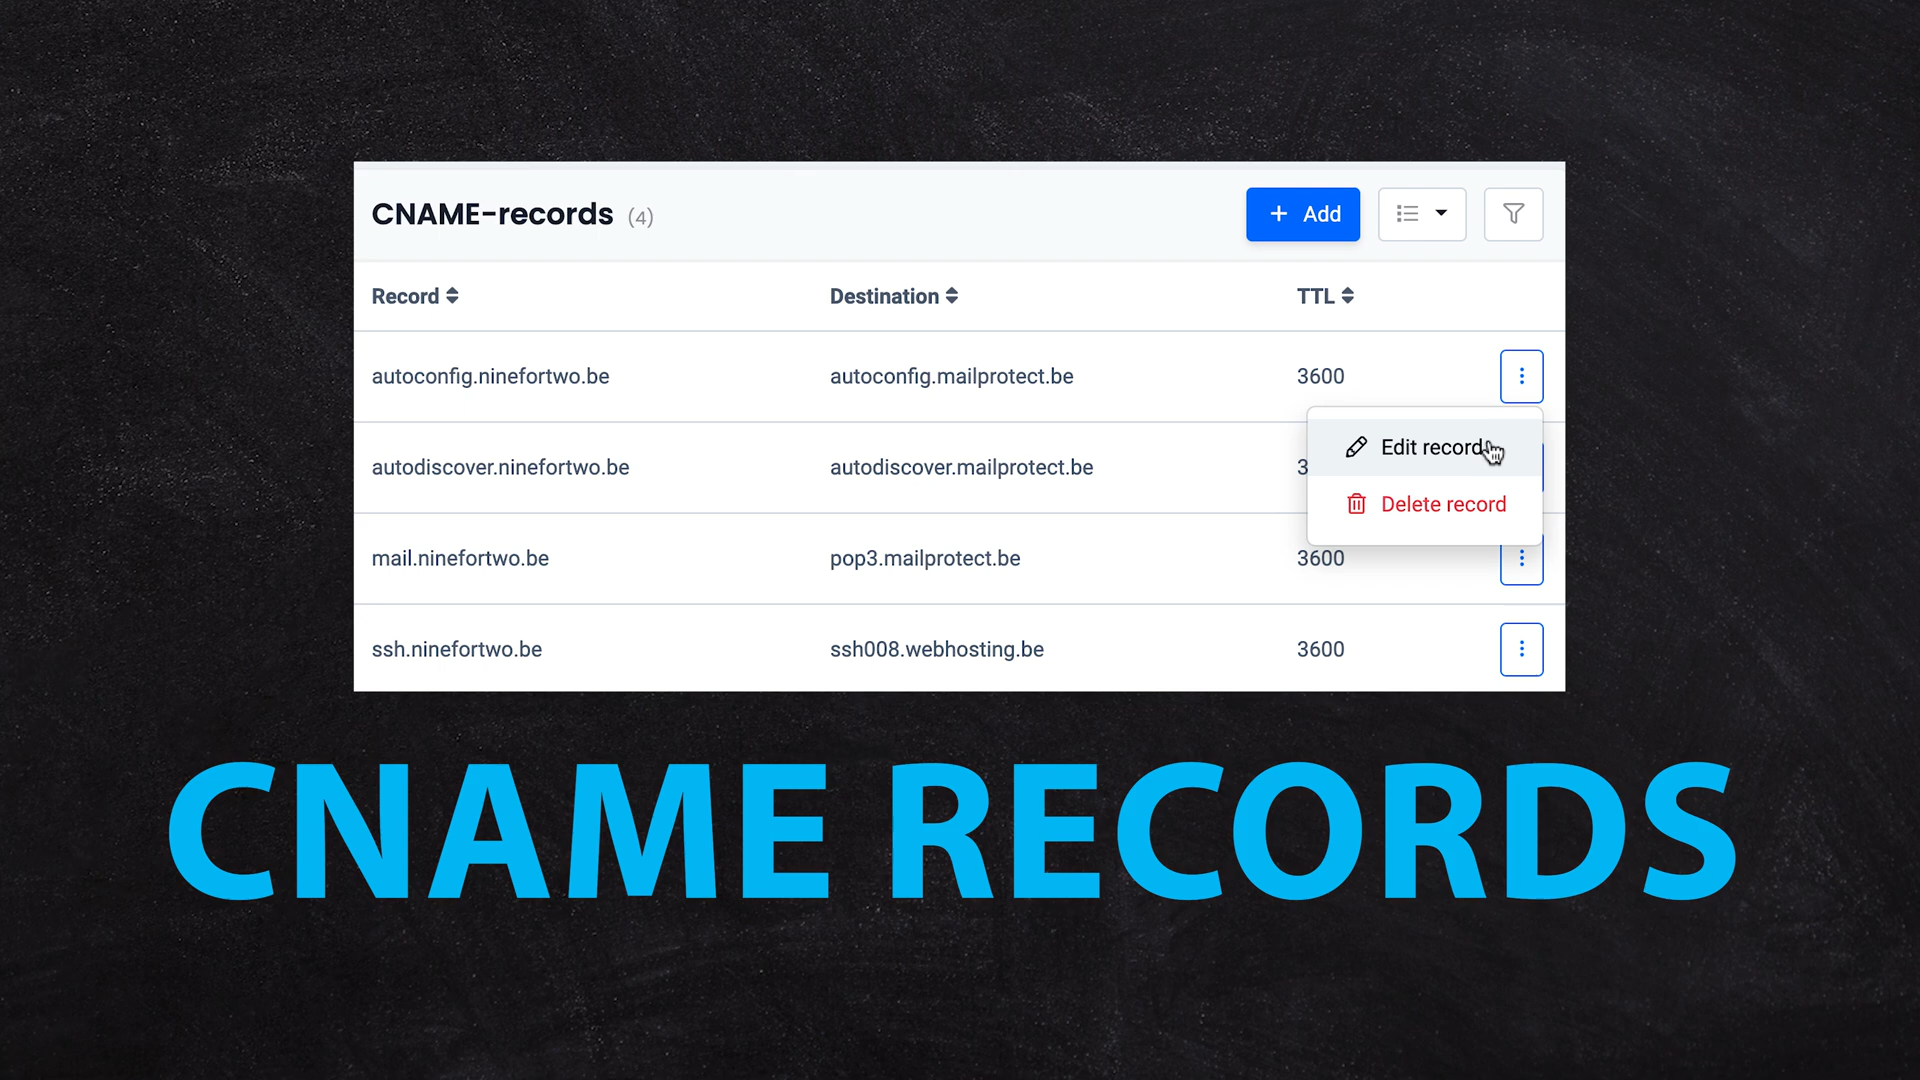 CNAME-records (4) + Add
Record Destination TTL
autoconfig.ninefortwo.be autoconfig.mailprotect.be 3600
Edit record
autodiscover.ninefortwo.be autodiscover.mailprotect.be 3
Delete record
mail.ninefortwo.be pop3.mailprotect.be 3600
ssh.ninefortwo.be ssh008.webhosting.be 3600
CNAME RECORDS